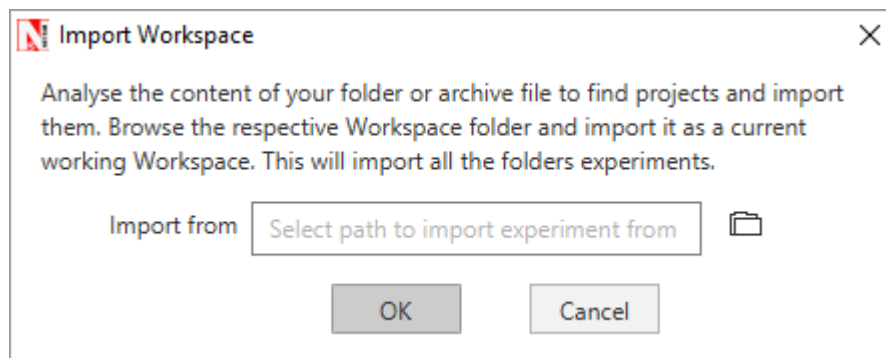 Import Workspace
Analyse the content of your folder or archive file to find projects and import
them. Browse the respective Workspace folder and import it as a current
working Workspace. This will import all the folders experiments.
Import from Select path to import experiment from
OK Cancel